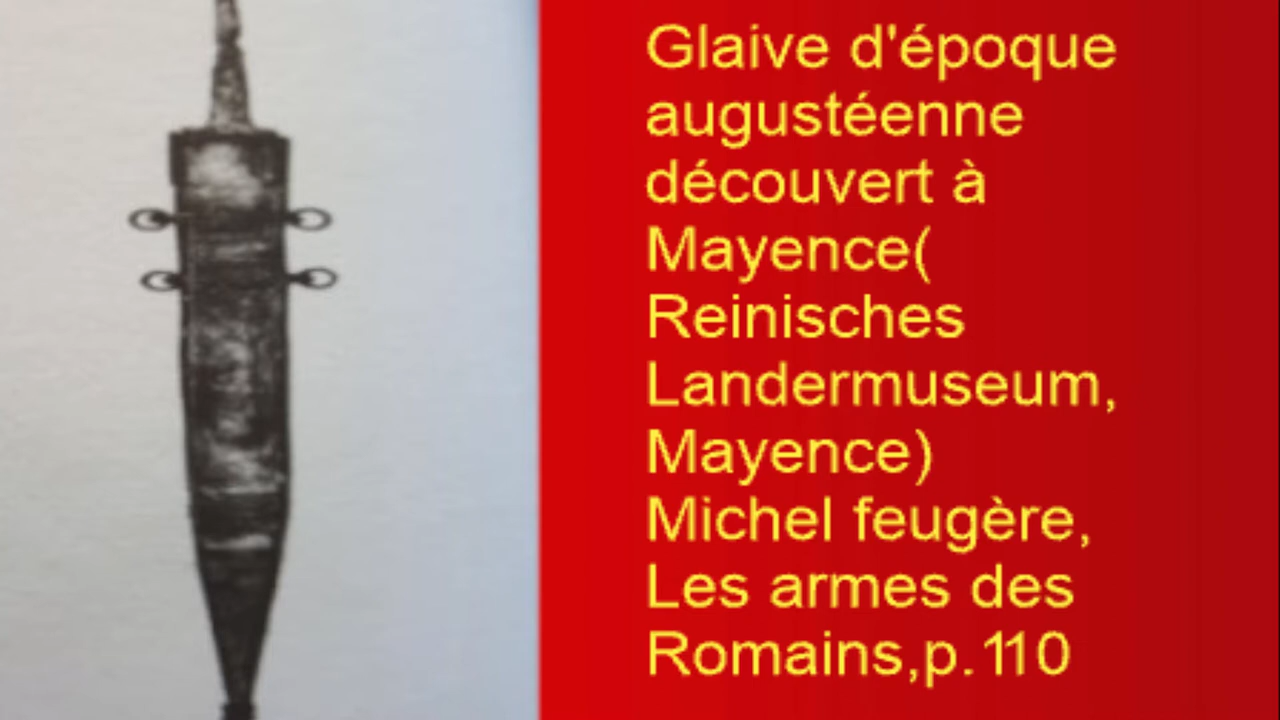 Glaive d'époque
augustéenne
découvert à
Mayence(
Reinisches
Landermuseum,
Mayence)
Michel feugère,
Les armes des
Romains,p.110